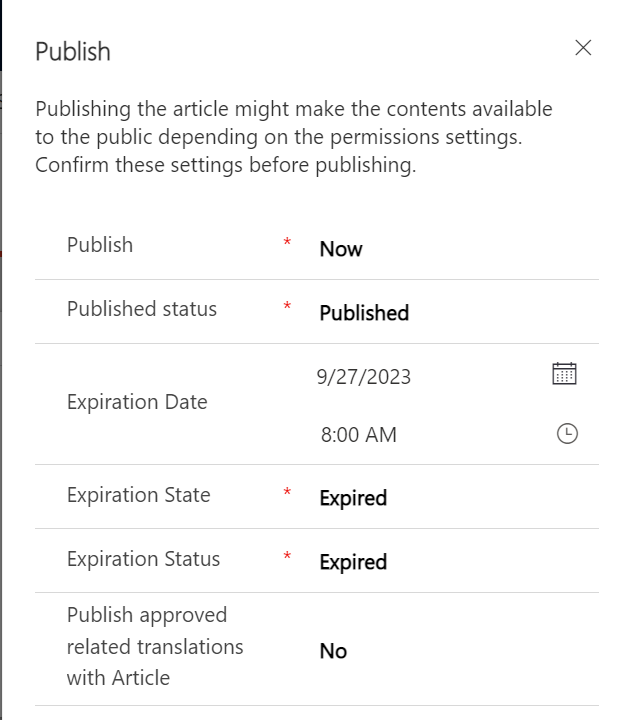 Publish
Publishing the article might make the contents available
to the public depending on the permissions settings.
Confirm these settings before publishing.
Publish * Now
Published status * Published
Expiration Date
9/27/2023
8:00 AM
Expiration State * Expired
Expiration Status * Expired
Publish approved
related translations
with Article
No